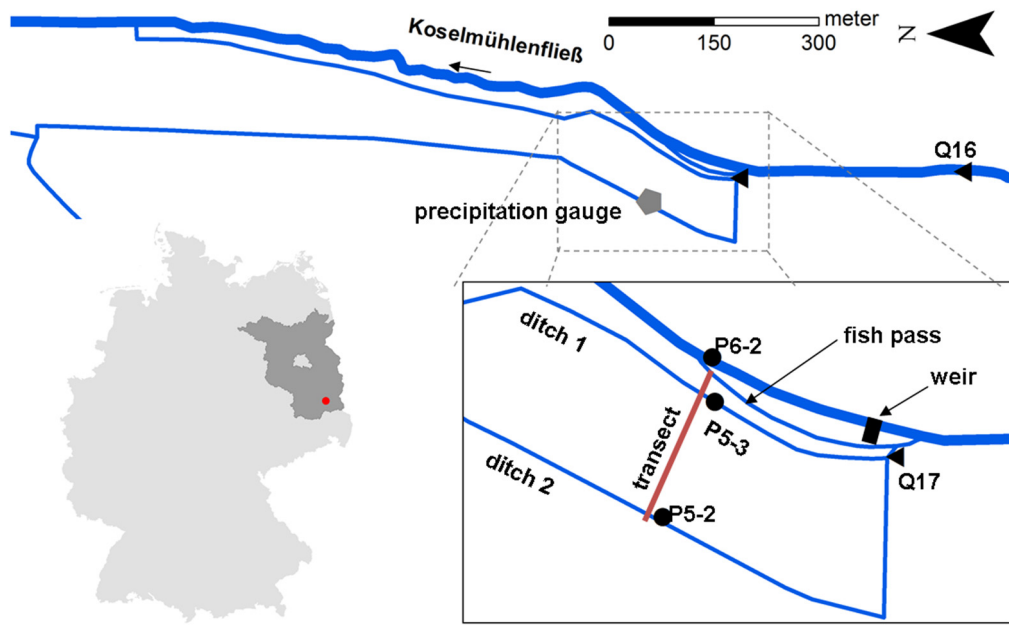 meter
0 150 300
N
Koselmühlenfließ
Q16
precipitation gauge
ditch 1
P6-2
fish pass
weir
P5-3
transect
ditch 2
P5-2
Q17